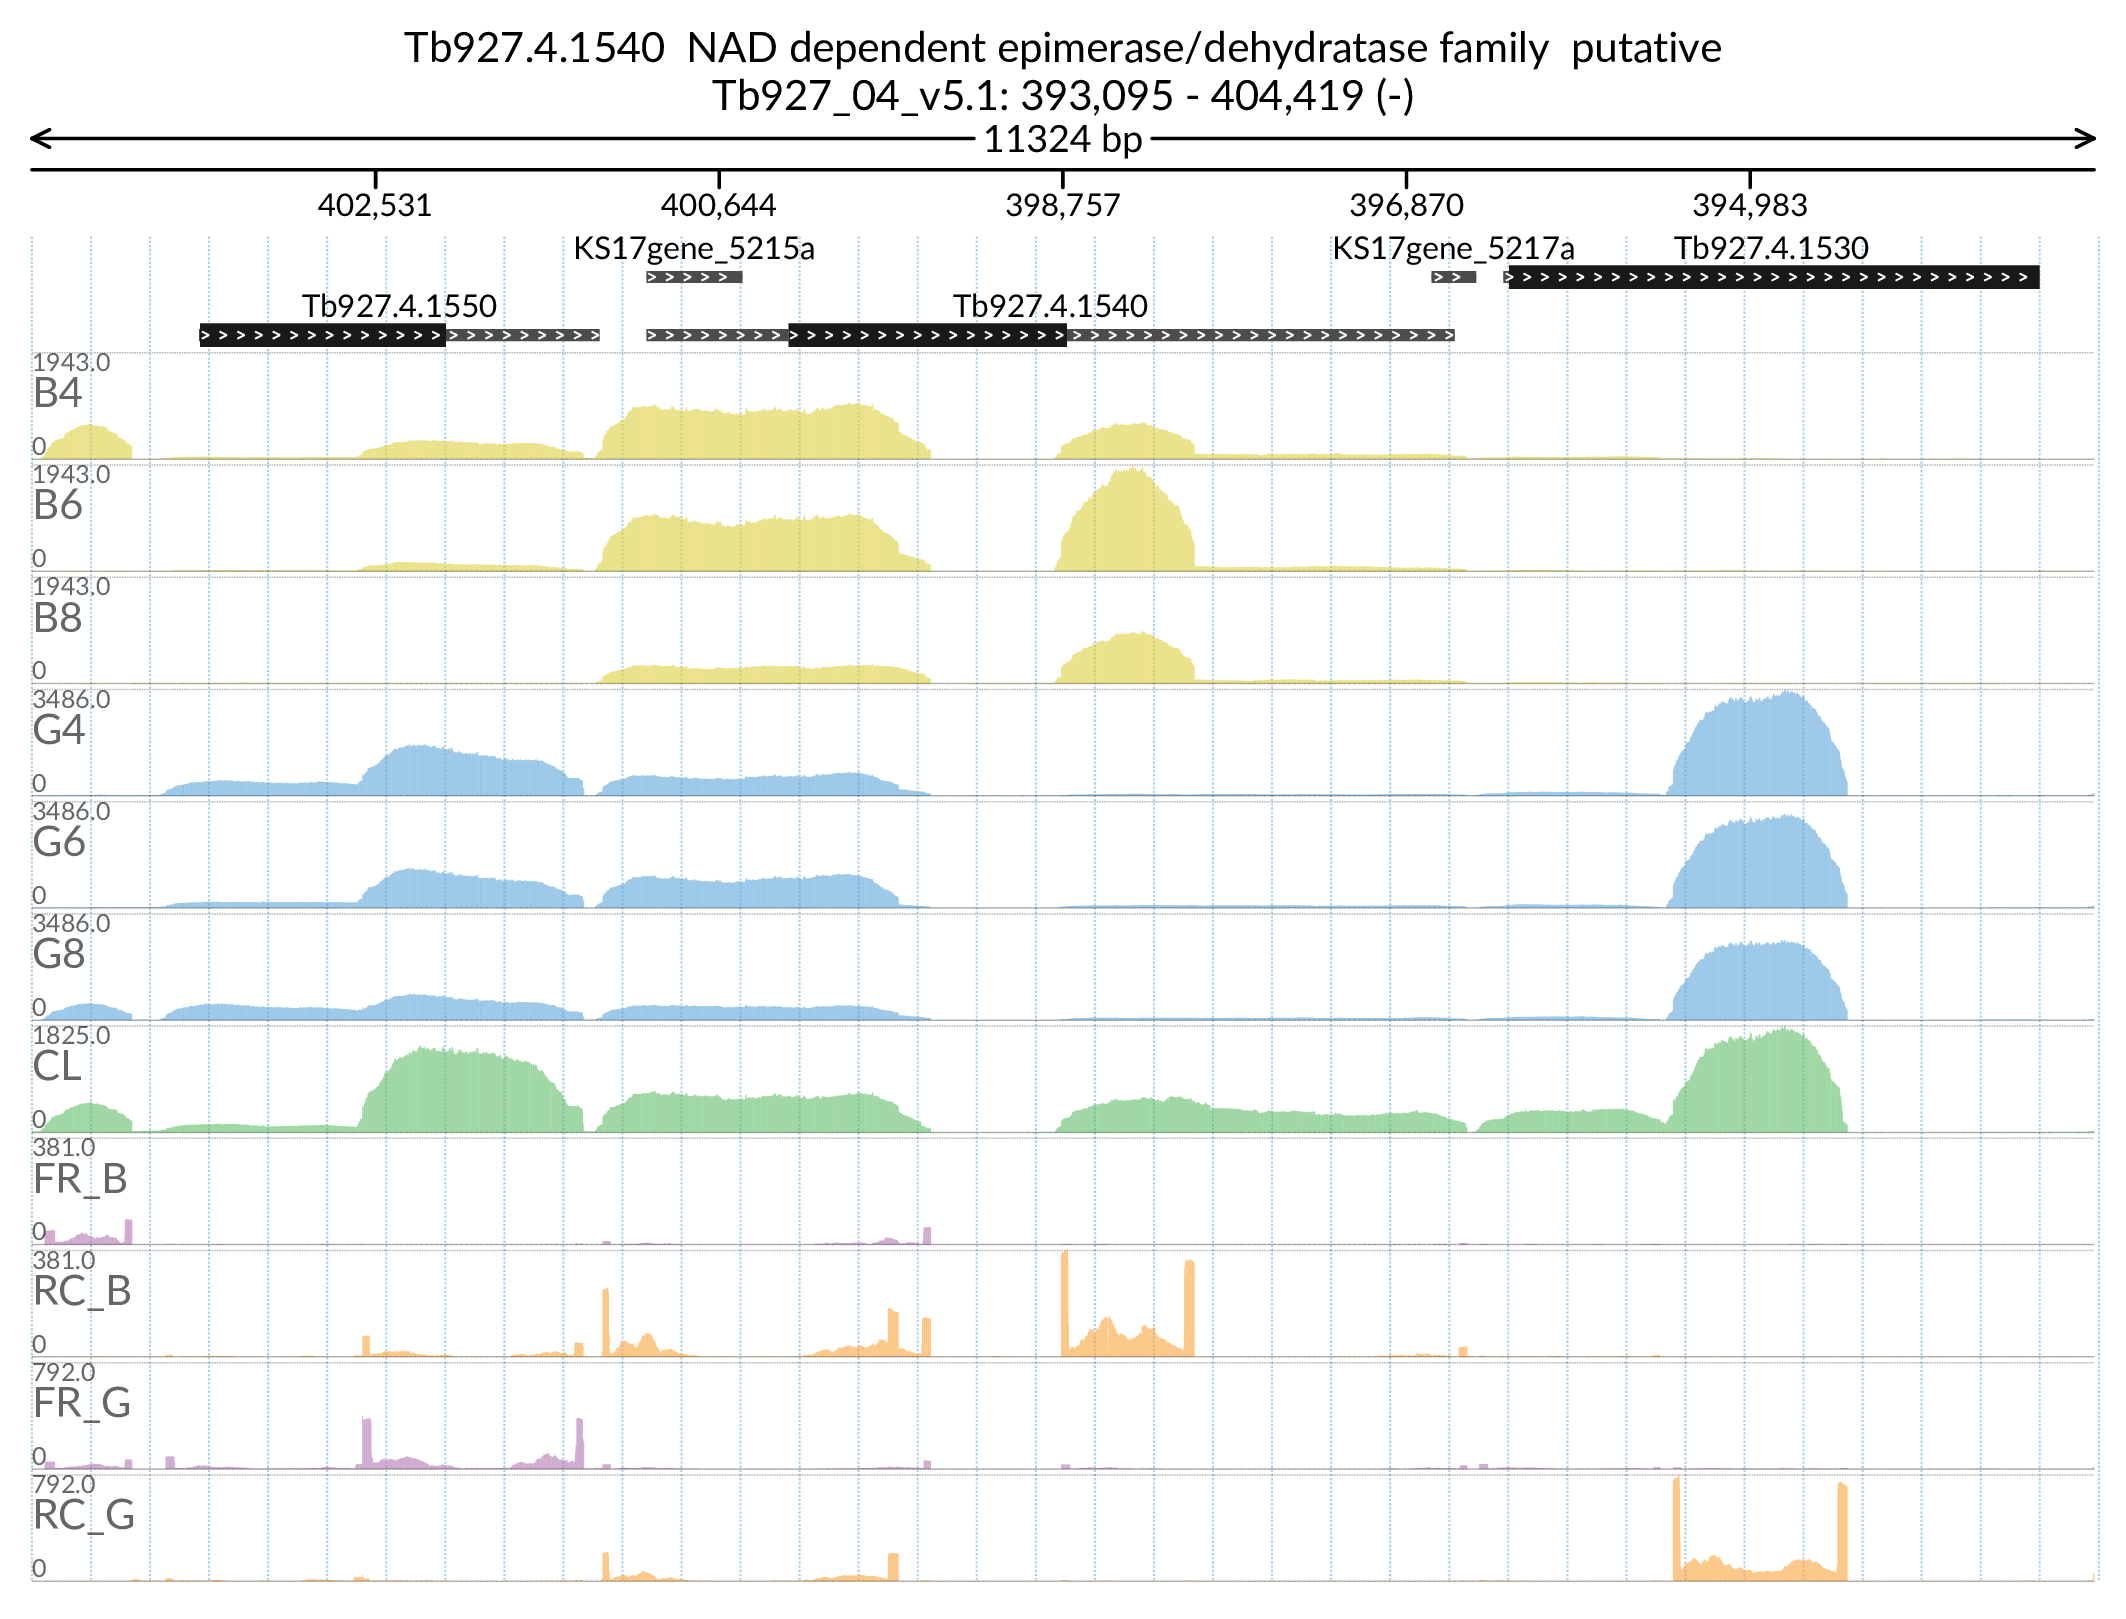 Tb927.4.1540  NAD dependent epimerase/dehydratase family  putative
Tb927_04_v5.1: 393,095 - 404,419 (-)
11324 bp
402,531 400,644 398,757 396,870 394,983
KS17gene_5215a KS17gene_5217a Tb927.4.1530
Tb927.4.1550 Tb927.4.1540
1943.0
B4
0
1943.0
B6
0
1943.0
B8
0
3486.0
G4
0
3486.0
G6
0
3486.0
G8
0
1825.0
CL
0
381.0
FR_B
0
381.0
RC_B
0
792.0
FR_G
0
792.0
RC_G
0